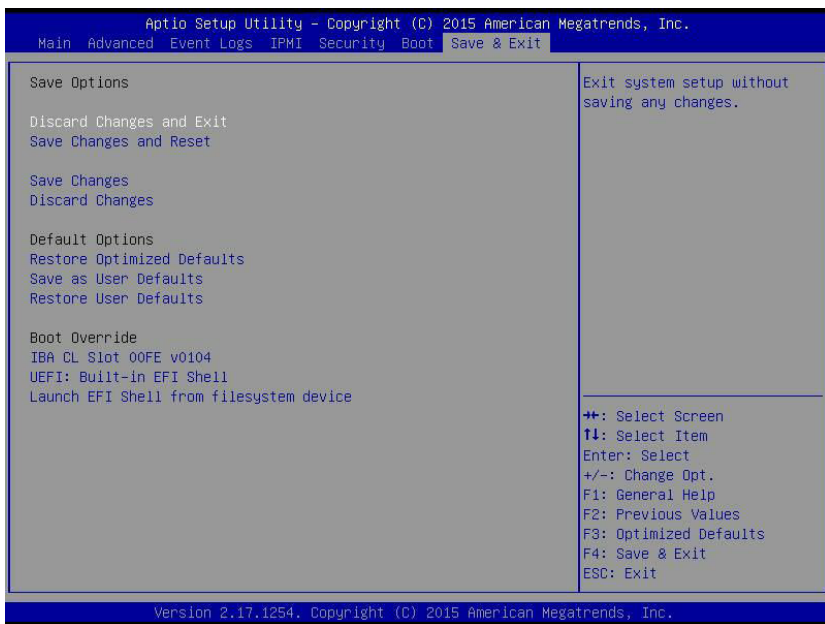 Aptio Setup Utility – Copyright (C) 2015 American Megatrends, Inc.
Main Advanced Event Logs IPMI Security Boot Save & Exit
Save Options
Discard Changes and Exit
Save Changes and Reset
Save Changes
Discard Changes
Default Options
Restore Optimized Defaults
Save as User Defaults
Restore User Defaults
Boot Override
IBA CL Slot 00FE v0104
UEFI: Built-in EFI Shell
Launch EFI Shell from filesystem device
Exit system setup without
saving any changes.
→←: Select Screen
↑↓: Select Item
Enter: Select
+/-: Change Opt.
F1: General Help
F2: Previous Values
F3: Optimized Defaults
F4: Save & Exit
ESC: Exit
Version 2.17.1254. Copyright (C) 2015 American Megatrends, Inc.